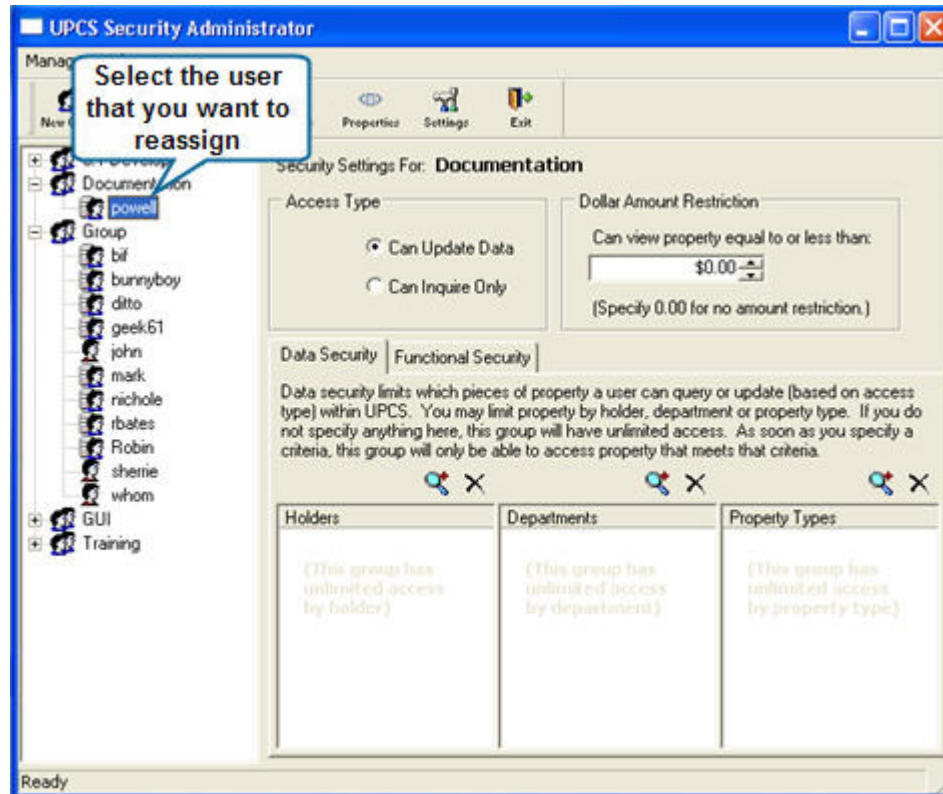 UPCS Security Administrator
Manag
Select the user
that you want to
reassign
New
Properties
Settings
Exit
Documentation
powell
Group
bif
bunnyboy
ditto
geek61
john
mark
nichole
rbates
Robin
sherrie
whom
GUI
Training
Security Settings For: Documentation
Access Type
Can Update Data
Can Inquire Only
Dollar Amount Restriction
Can view property equal to or less than:
$0.00
(Specify 0.00 for no amount restriction.)
Data Security
Functional Security
Data security limits which pieces of property a user can query or update (based on access
type) within UPCS. You may limit property by holder, department or property type. If you do
not specify anything here, this group will have unlimited access. As soon as you specify a
criteria, this group will only be able to access property that meets that criteria.
Holders
(This group has
unlimited access
by holder)
Departments
(This group has
unlimited access
by department)
Property Types
(This group has
unlimited access
by property type)
Ready